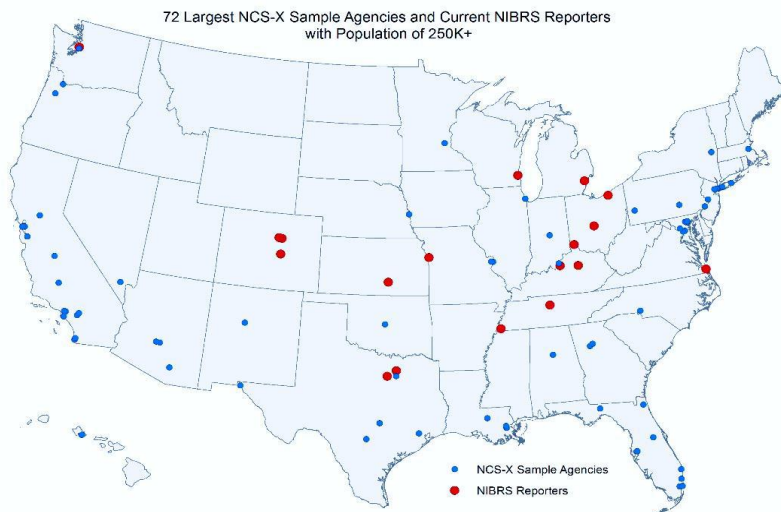 72 Largest NCS-X Sample Agencies and Current NIBRS Reporters
with Population of 250K+
NCS-X Sample Agencies
NIBRS Reporters